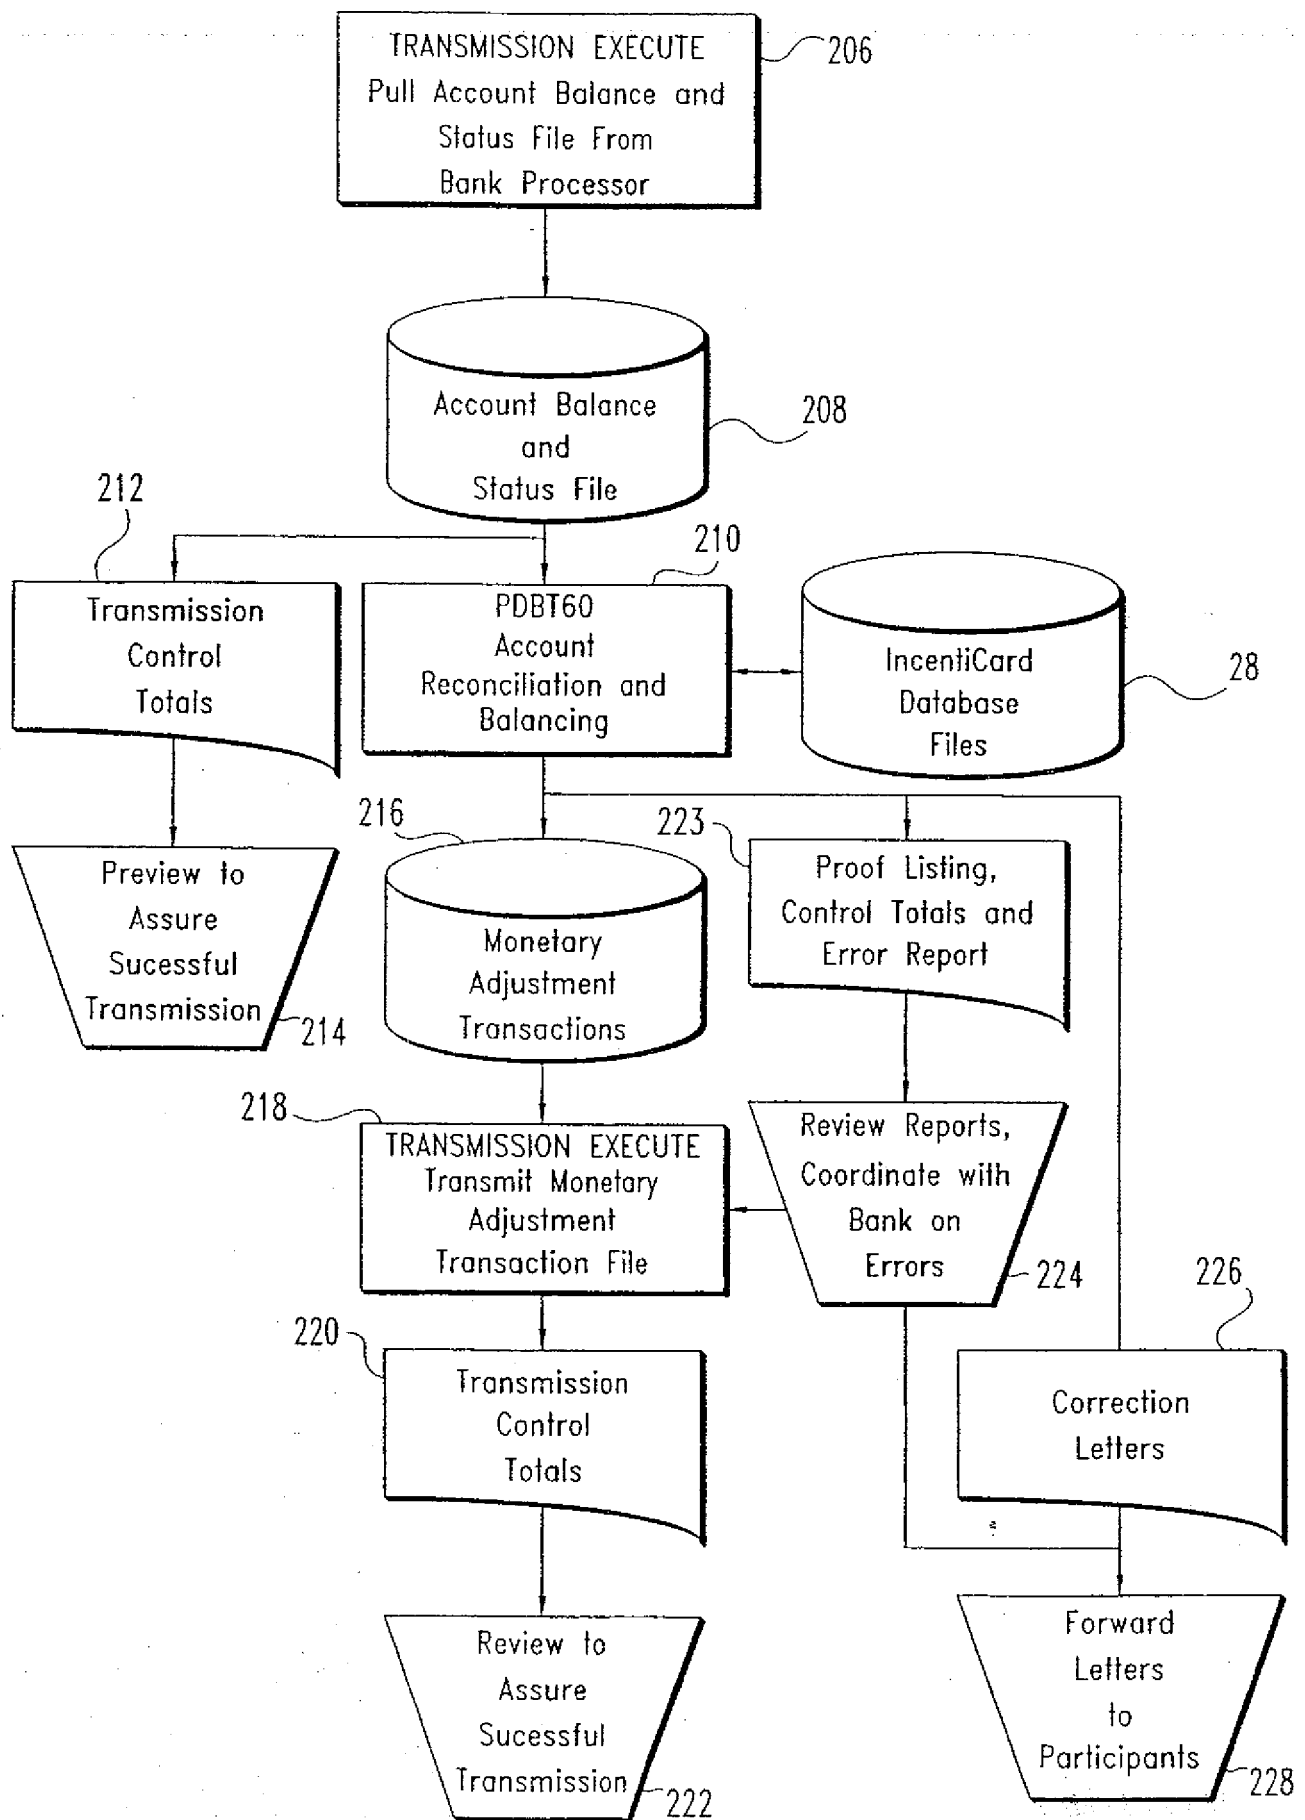 TRANSMISSION EXECUTE
Pull Account Balance and
Status File From
Bank Processor
206
Account Balance
and
Status File
208
212
Transmission
Control
Totals
210
PDBT60
Account
Reconciliation and
Balancing
IncentiCard
Database
Files
28
Preview to
Assure
Sucessful
Transmission
214
216
Monetary
Adjustment
Transactions
223
Proof Listing,
Control Totals and
Error Report
218
TRANSMISSION EXECUTE
Transmit Monetary
Adjustment
Transaction File
Review Reports,
Coordinate with
Bank on
Errors
224
226
Correction
Letters
220
Transmission
Control
Totals
Review to
Assure
Sucessful
Transmission
222
Forward
Letters
to
Participants
228